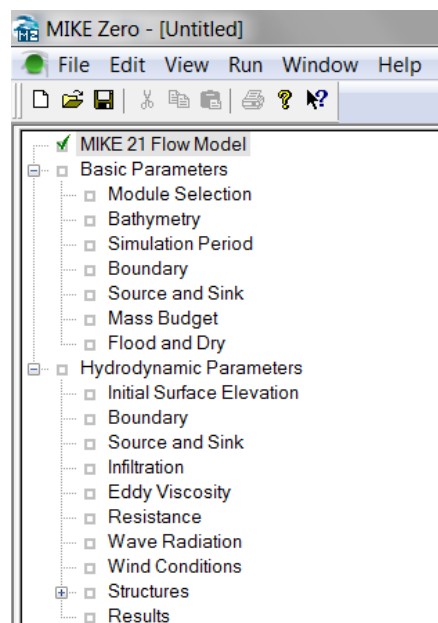 MIKE Zero - [Untitled]
File Edit View Run Window Help
MIKE 21 Flow Model
Basic Parameters
Module Selection
Bathymetry
Simulation Period
Boundary
Source and Sink
Mass Budget
Flood and Dry
Hydrodynamic Parameters
Initial Surface Elevation
Boundary
Source and Sink
Infiltration
Eddy Viscosity
Resistance
Wave Radiation
Wind Conditions
Structures
Results